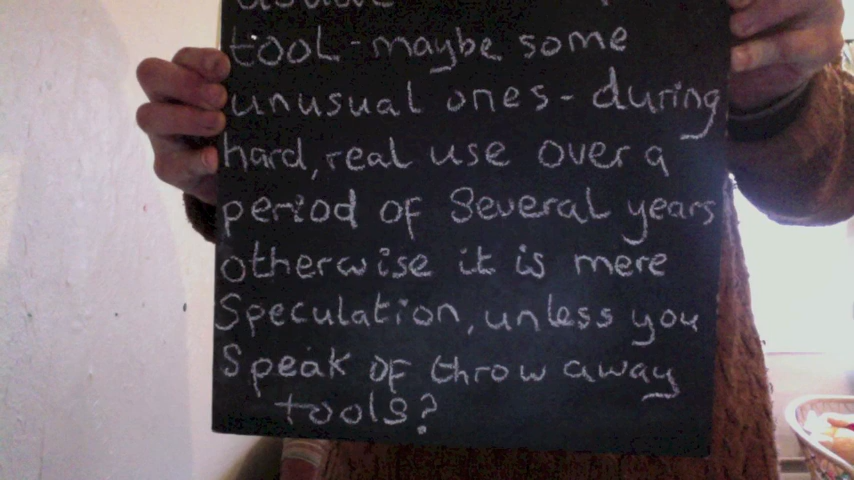 usual
tool-maybe some
unusual ones-during
hard, real use over a
period of several years
otherwise it is mere
Speculation, unless you
Speak of throw away
tools?